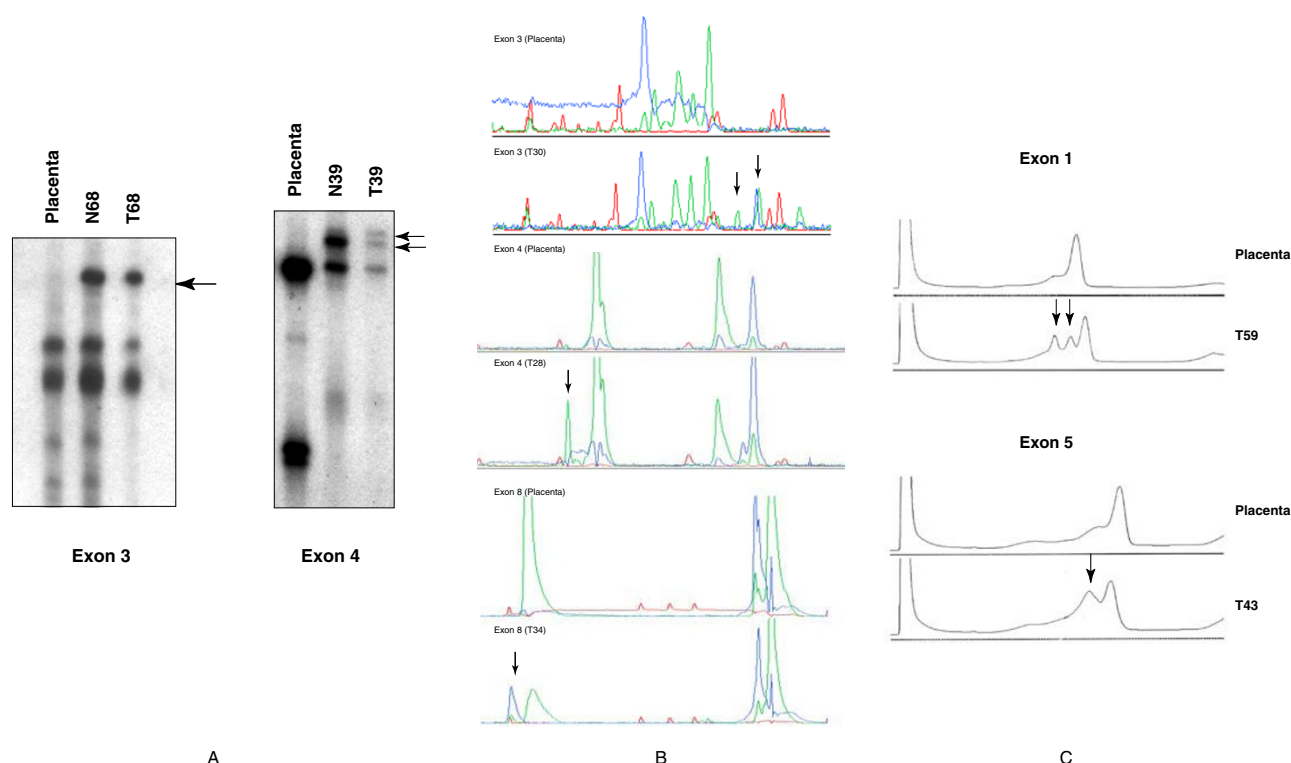 Placenta
N68
T68
Exon 3
Placenta
N39
T39
Exon 4
A
Exon 3 (Placenta)
Exon 3 (T30)
Exon 4 (Placenta)
Exon 4 (T28)
Exon 8 (Placenta)
Exon 8 (T34)
B
Exon 1
Placenta
T59
Exon 5
Placenta
T43
C